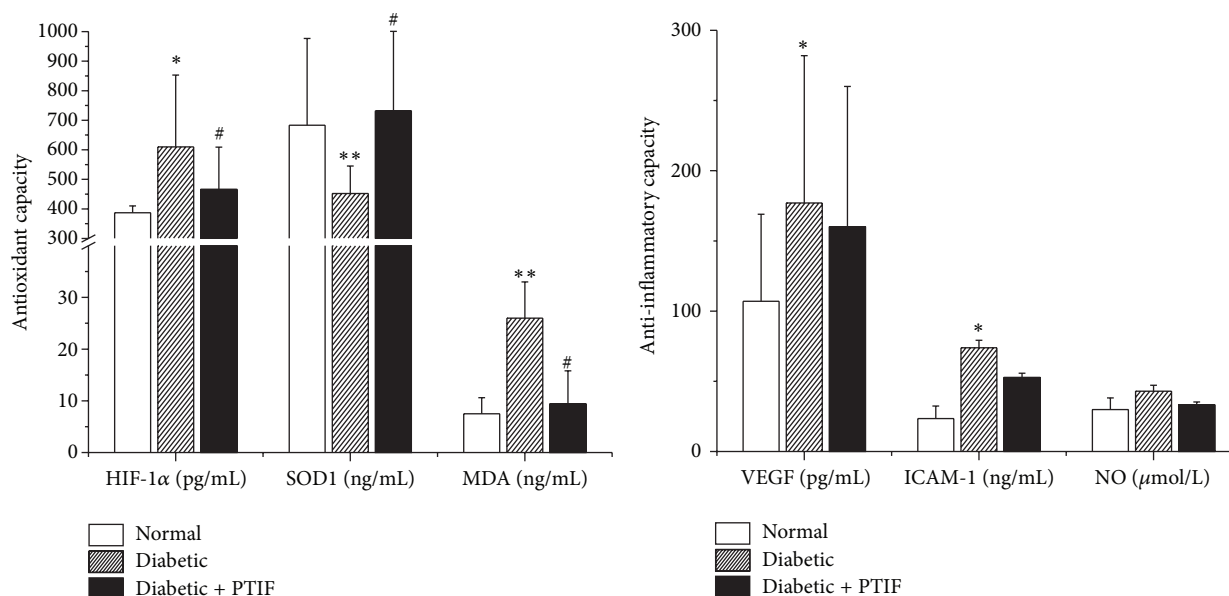 Antioxidant capacity
1000
900
800
700
600
500
400
300
30
20
10
0
*
#
**
#
**
#
HIF-1α (pg/mL)
SOD1 (ng/mL)
MDA (ng/mL)
Normal
Diabetic
Diabetic + PTIF
Anti-inflammatory capacity
300
200
100
0
*
*
VEGF (pg/mL)
ICAM-1 (ng/mL)
NO (μmol/L)
Normal
Diabetic
Diabetic + PTIF